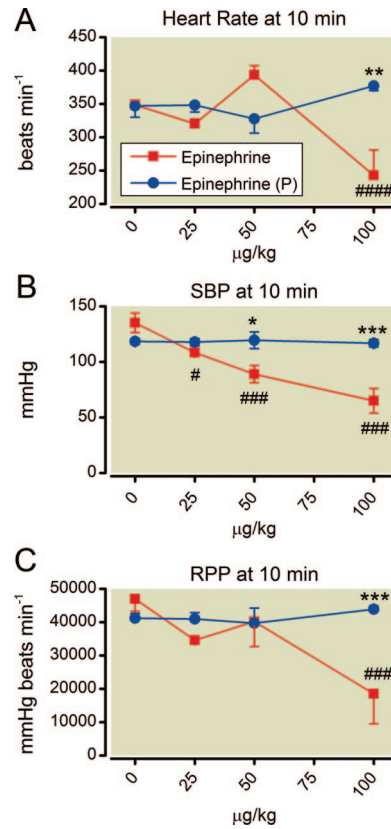 A
Heart Rate at 10 min
beats min⁻¹
400
350
300
250
200
**
Epinephrine
Epinephrine (P)
####
0 25 50 75 100
µg/kg
B
SBP at 10 min
mmHg
150
100
50
0
*
***
#
###
###
0 25 50 75 100
µg/kg
C
RPP at 10 min
mmHg beats min⁻¹
50000
40000
30000
20000
10000
0
***
###
0 25 50 75 100
µg/kg